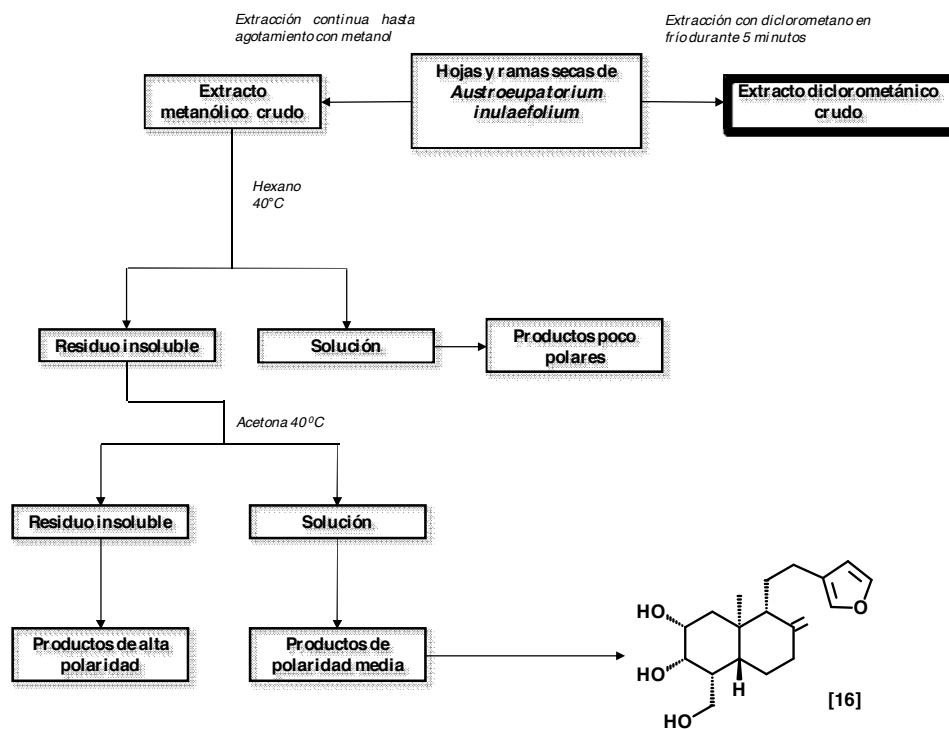 Extracción continua hasta
agotamiento con metanol
Extracción con diclorometano en
frío durante 5 minutos
Hojas y ramas secas de
Austroeupatorium
inulaefolium
Extracto
metanólico crudo
Extracto diclorometánico
crudo
Hexano
40°C
Residuo insoluble
Solución
Productos poco
polares
Acetona 40⁰C
Residuo insoluble
Solución
Productos de alta
polaridad
Productos de
polaridad media
O
HO
HO
H
HO
[16]